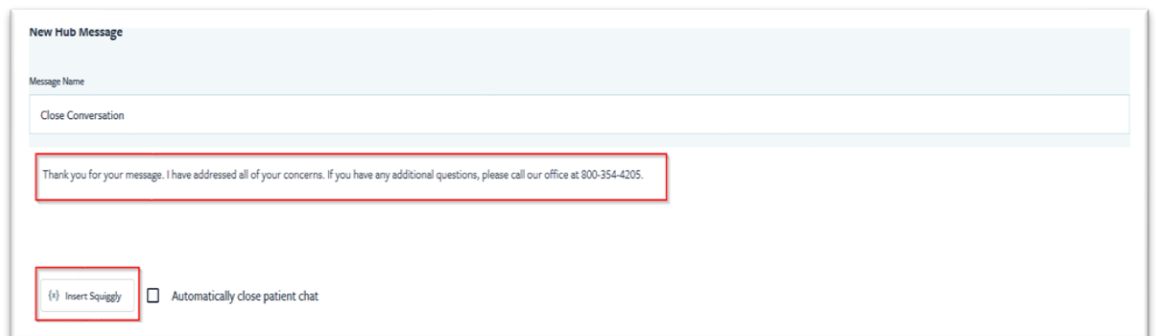 New Hub Message
Message Name
Close Conversation
Thank you for your message. I have addressed all of your concerns. If you have any additional questions, please call our office at 800-354-4205.
{x} Insert Squiggly Automatically close patient chat